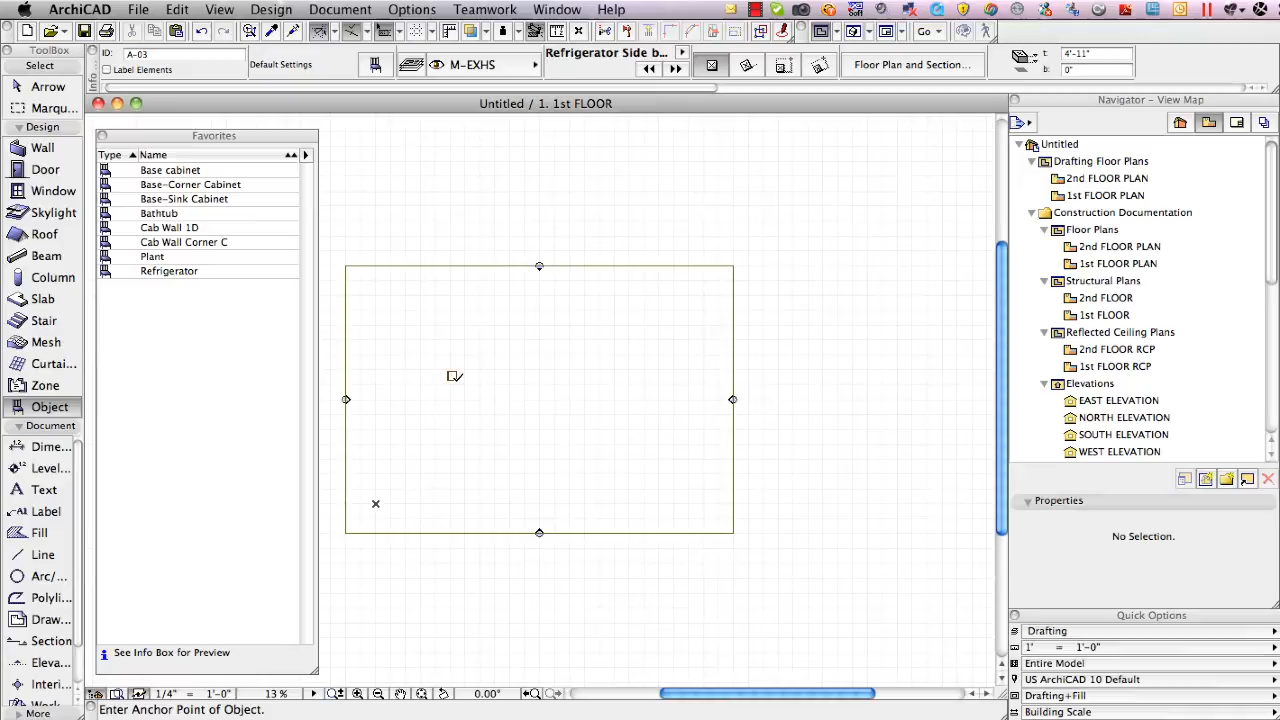 ArchiCAD File Edit View Design Document Options Teamwork Window Help
Go
ToolBox
Select
Arrow
Marqu...
Design
Wall
Door
Window
Skylight
Roof
Beam
Column
Slab
Stair
Mesh
Curtai...
Zone
Object
Document
Dime...
Level...
Text
Label
Fill
Line
Arc/...
Polyli...
Draw...
Section
Eleva...
Interi...
More
Info
ID: A-03
Label Elements
Default Settings
M-EXHS
Refrigerator Side b...
Floor Plan and Section...
t: 4'-11"
b: 0"
Untitled / 1. 1st FLOOR
Favorites
Type Name
Base cabinet
Base-Corner Cabinet
Base-Sink Cabinet
Bathtub
Cab Wall 1D
Cab Wall Corner C
Plant
Refrigerator
See Info Box for Preview
1/4" = 1'-0" 13 % 0.00°
Enter Anchor Point of Object.
Navigator - View Map
Untitled
Drafting Floor Plans
2nd FLOOR PLAN
1st FLOOR PLAN
Construction Documentation
Floor Plans
2nd FLOOR PLAN
1st FLOOR PLAN
Structural Plans
2nd FLOOR
1st FLOOR
Reflected Ceiling Plans
2nd FLOOR RCP
1st FLOOR RCP
Elevations
EAST ELEVATION
NORTH ELEVATION
SOUTH ELEVATION
WEST ELEVATION
Properties
No Selection.
Quick Options
Drafting
1' = 1'-0"
Entire Model
US ArchiCAD 10 Default
Drafting+Fill
Building Scale